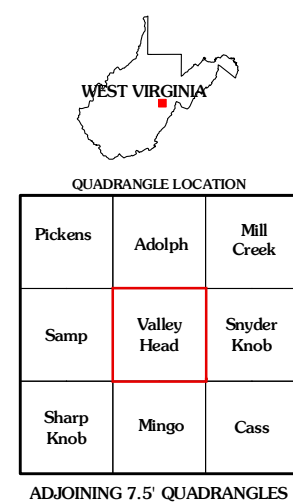 WEST VIRGINIA
QUADRANGLE LOCATION
Pickens
Adolph
Mill
Creek
Samp
Valley
Head
Snyder
Knob
Sharp
Knob
Mingo
Cass
ADJOINING 7.5' QUADRANGLES